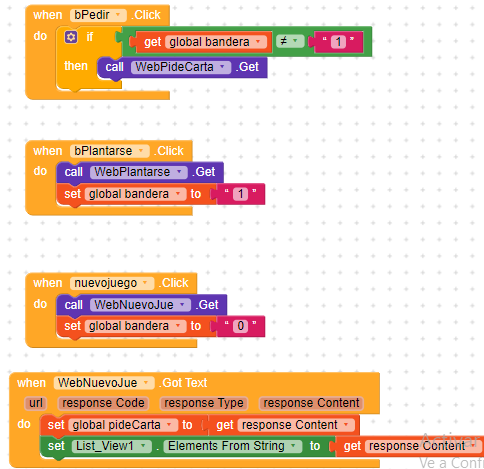 when bPedir .Click
do if get global bandera ≠ " 1 "
then call WebPideCarta .Get
when bPlantarse .Click
do call WebPlantarse .Get
set global bandera to " 1 "
when nuevojuego .Click
do call WebNuevoJue .Get
set global bandera to " 0 "
when WebNuevoJue .Got Text
url response Code response Type response Content
do set global pideCarta to get response Content
set List_View1 . Elements From String to get response Content
Activar
Ve a Confi